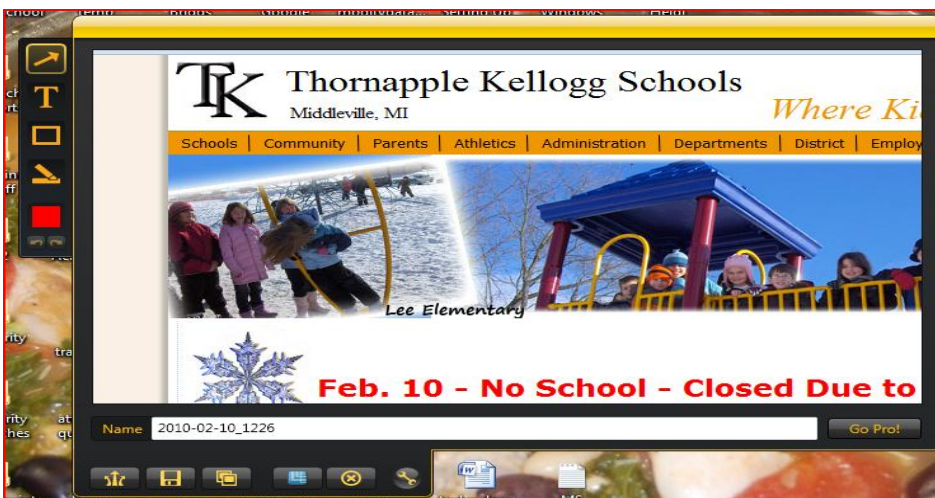 Google
Thornapple Kellogg Schools
TK
Middleville, MI
Where Ki
Schools | Community | Parents | Athletics | Administration | Departments | District | Employ
Lee Elementary
Feb. 10 - No School - Closed Due to
Name 2010-02-10_1226 Go Pro!
T